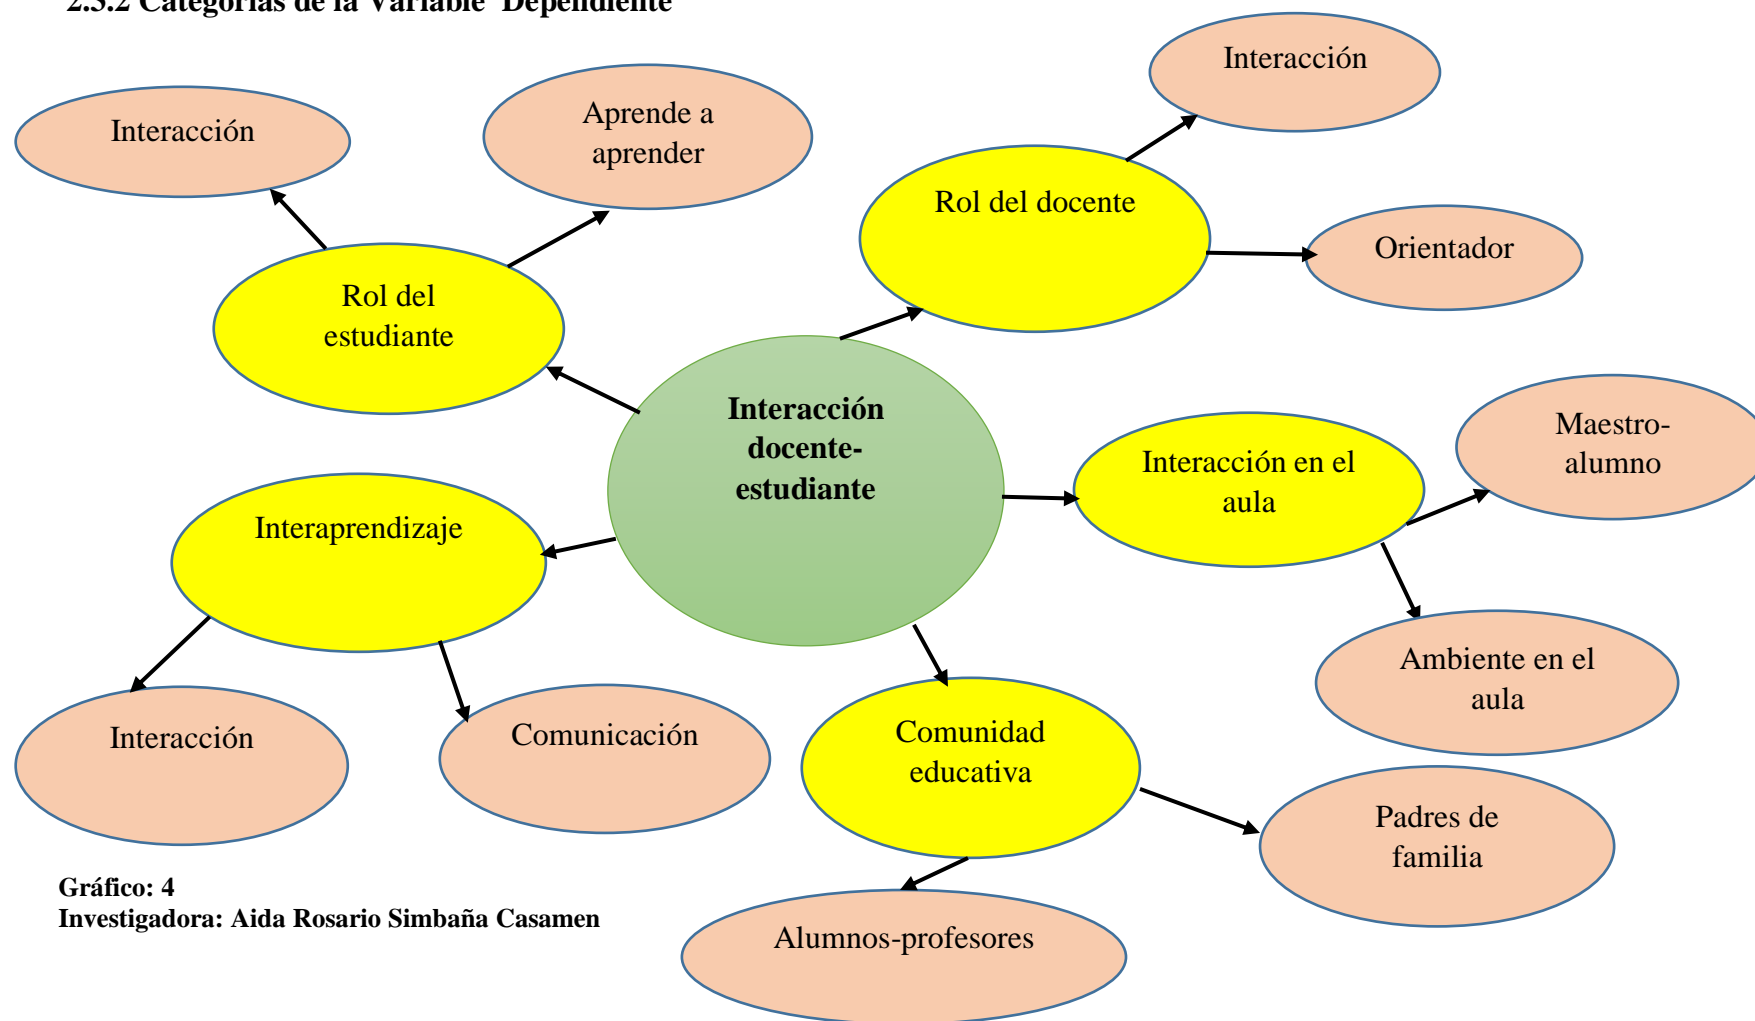 2.3.2 Categorías de la Variable Dependiente
Interacción
Interacción
Aprende a
aprender
Rol del docente
Orientador
Rol del
estudiante
Interacción
docente-
estudiante
Maestro-
alumno
Interacción en el
aula
Interaprendizaje
Ambiente en el
aula
Interacción
Comunicación
Comunidad
educativa
Padres de
familia
Alumnos-profesores
Gráfico: 4
Investigadora: Aida Rosario Simbaña Casamen